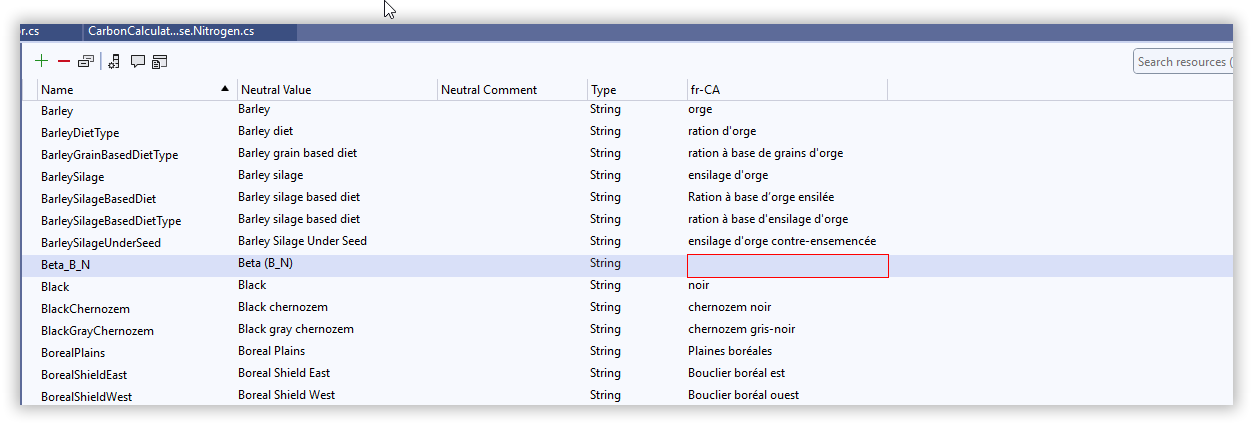 r.cs CarbonCalculat...se.Nitrogen.cs
Search resources (
Name Neutral Value Neutral Comment Type fr-CA
Barley Barley String orge
BarleyDietType Barley diet String ration d'orge
BarleyGrainBasedDietType Barley grain based diet String ration à base de grains d'orge
BarleySilage Barley silage String ensilage d'orge
BarleySilageBasedDiet Barley silage based diet String Ration à base d'orge ensilée
BarleySilageBasedDietType Barley silage based diet String ration à base d'ensilage d'orge
BarleySilageUnderSeed Barley Silage Under Seed String ensilage d'orge contre-ensemencée
Beta_B_N Beta (B_N) String
Black Black String noir
BlackChernozem Black chernozem String chernozem noir
BlackGrayChernozem Black gray chernozem String chernozem gris-noir
BorealPlains Boreal Plains String Plaines boréales
BorealShieldEast Boreal Shield East String Bouclier boréal est
BorealShieldWest Boreal Shield West String Bouclier boréal ouest